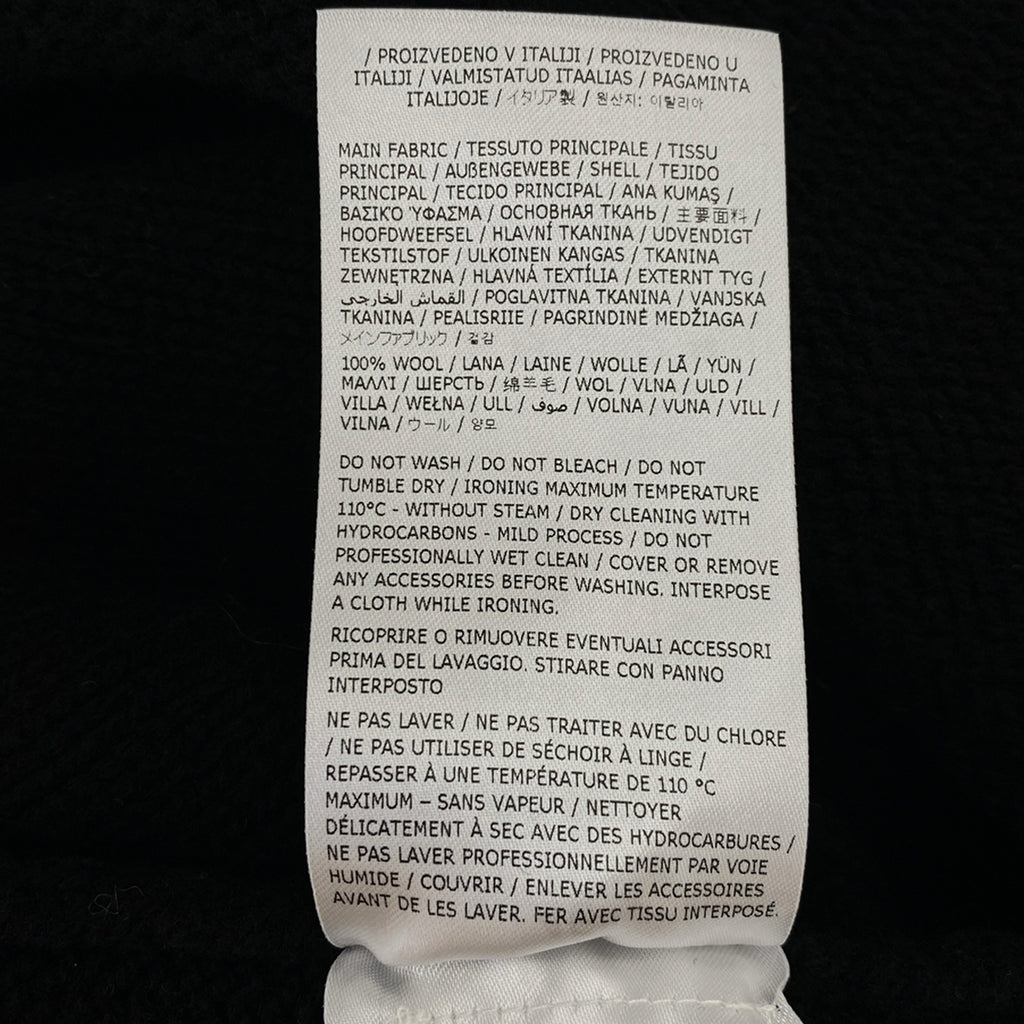 / PROIZVEDENO V ITALIJI / PROIZVEDENO U
ITALIJI / VALMISTATUD ITAALIAS / PAGAMINTA
ITALIJOJE / イタリア製 / 원산지: 이탈리아
MAIN FABRIC / TESSUTO PRINCIPALE / TISSU
PRINCIPAL / AUßENGEWEBE / SHELL / TEJIDO
PRINCIPAL / TECIDO PRINCIPAL / ANA KUMAŞ /
ΒΑΣΙΚΌ ΎΦΑΣΜΑ / ОСНОВНАЯ ТКАНЬ / 主要面料 /
HOOFDWEEFSEL / HLAVNÍ TKANINA / UDVENDIGT
TEKSTILSTOF / ULKOINEN KANGAS / TKANINA
ZEWNĘTRZNA / HLAVNÁ TEXTÍLIA / EXTERNT TYG /
القماش الخارجي / POGLAVITNA TKANINA / VANJSKA
TKANINA / PEALISRIIE / PAGRINDINĖ MEDŽIAGA /
メインファブリック / 겉감
100% WOOL / LANA / LAINE / WOLLE / LÃ / YÜN /
ΜΑΛΛΊ / ШЕРСТЬ / 绵羊毛 / WOL / VLNA / ULD /
VILLA / WEŁNA / ULL / صوف / VOLNA / VUNA / VILL /
VILNA / ウール / 양모
DO NOT WASH / DO NOT BLEACH / DO NOT
TUMBLE DRY / IRONING MAXIMUM TEMPERATURE
110°C - WITHOUT STEAM / DRY CLEANING WITH
HYDROCARBONS - MILD PROCESS / DO NOT
PROFESSIONALLY WET CLEAN / COVER OR REMOVE
ANY ACCESSORIES BEFORE WASHING. INTERPOSE
A CLOTH WHILE IRONING.
RICOPRIRE O RIMUOVERE EVENTUALI ACCESSORI
PRIMA DEL LAVAGGIO. STIRARE CON PANNO
INTERPOSTO
NE PAS LAVER / NE PAS TRAITER AVEC DU CHLORE
/ NE PAS UTILISER DE SÉCHOIR À LINGE /
REPASSER À UNE TEMPÉRATURE DE 110 °C
MAXIMUM – SANS VAPEUR / NETTOYER
DÉLICATEMENT À SEC AVEC DES HYDROCARBURES /
NE PAS LAVER PROFESSIONNELLEMENT PAR VOIE
HUMIDE / COUVRIR / ENLEVER LES ACCESSOIRES
AVANT DE LES LAVER. FER AVEC TISSU INTERPOSÉ.